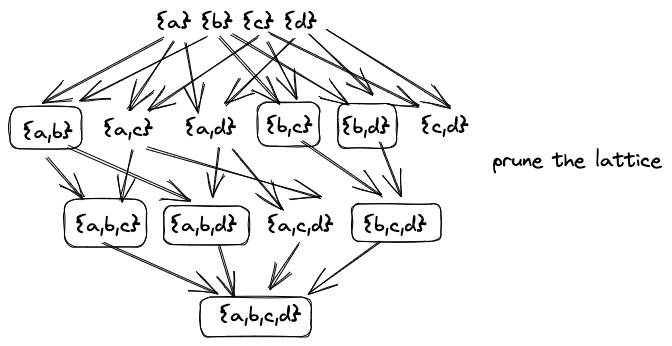 {a} {b} {c} {d}
{a,b} {a,c} {a,d} {b,c} {b,d} {c,d}
prune the lattice
{a,b,c} {a,b,d} {a,c,d} {b,c,d}
{a,b,c,d}